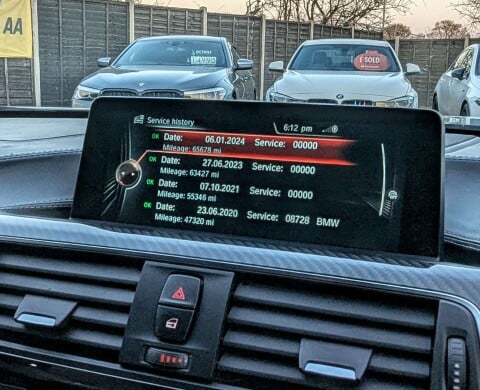 AA
£ SOLD
Service history
6:12 pm
OK Date: 06.01.2024 Service: 00000
Mileage: 65678 mi
OK Date: 27.06.2023 Service: 00000
Mileage: 63427 mi
OK Date: 07.10.2021 Service: 00000
Mileage: 55346 mi
OK Date: 23.06.2020 Service: 08728 BMW
Mileage: 47320 mi